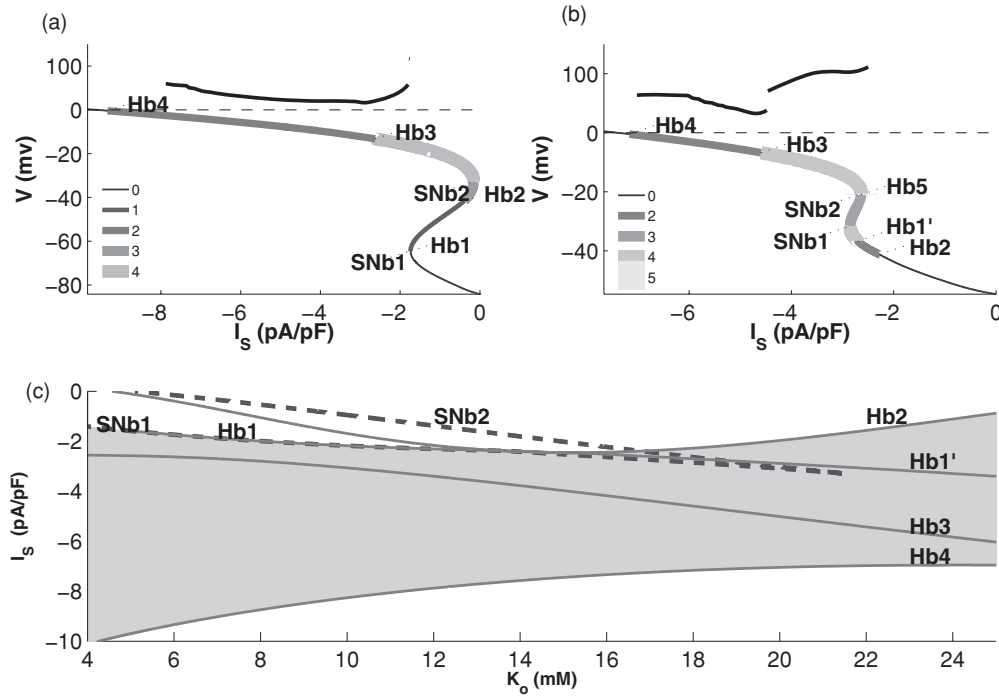 (a)
100
0
−20
−40
−60
−80
V (mv)
Hb4
Hb3
SNb2
Hb2
Hb1
SNb1
0
1
2
3
4
−8
−6
−4
−2
0
I_S (pA/pF)
(b)
100
0
−20
−40
V (mv)
Hb4
Hb3
Hb5
SNb2
Hb1'
SNb1
Hb2
0
2
3
4
5
−6
−4
−2
0
I_S (pA/pF)
(c)
0
−2
−4
−6
−8
−10
I_S (pA/pF)
SNb1
Hb1
SNb2
Hb2
Hb1'
Hb3
Hb4
4
6
8
10
12
14
16
18
20
22
24
K_o (mM)